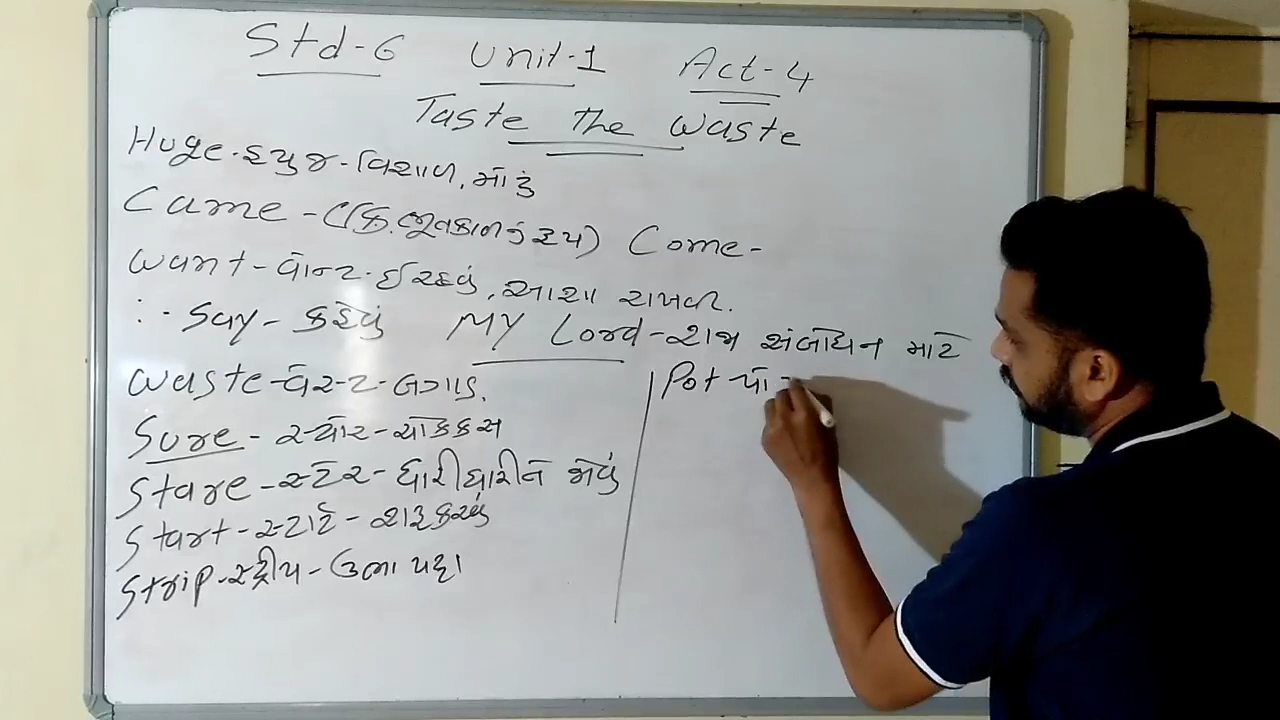 Std-6 Unit-1 Act-4
Taste the waste
Huge-હ્યુજ-વિશાળ, મોટું
Came-(ક્રિ.ભૂતકાળનું રૂપ) Come-
want-વોન્ટ-ઈચ્છવું, આશા રાખવી.
∴ Say-કહેવું MY Lord-રાજા સંબોધન માટે
waste-વેસ્ટ-બગાડ.
Sure-સ્યોર-ચોક્કસ
Stare-સ્ટેર-ધારીધારીને જોવું
Start-સ્ટાર્ટ-શરૂકરવું
Strip-સ્ટ્રીપ-ઉભા પટ્ટા
Pot-પો